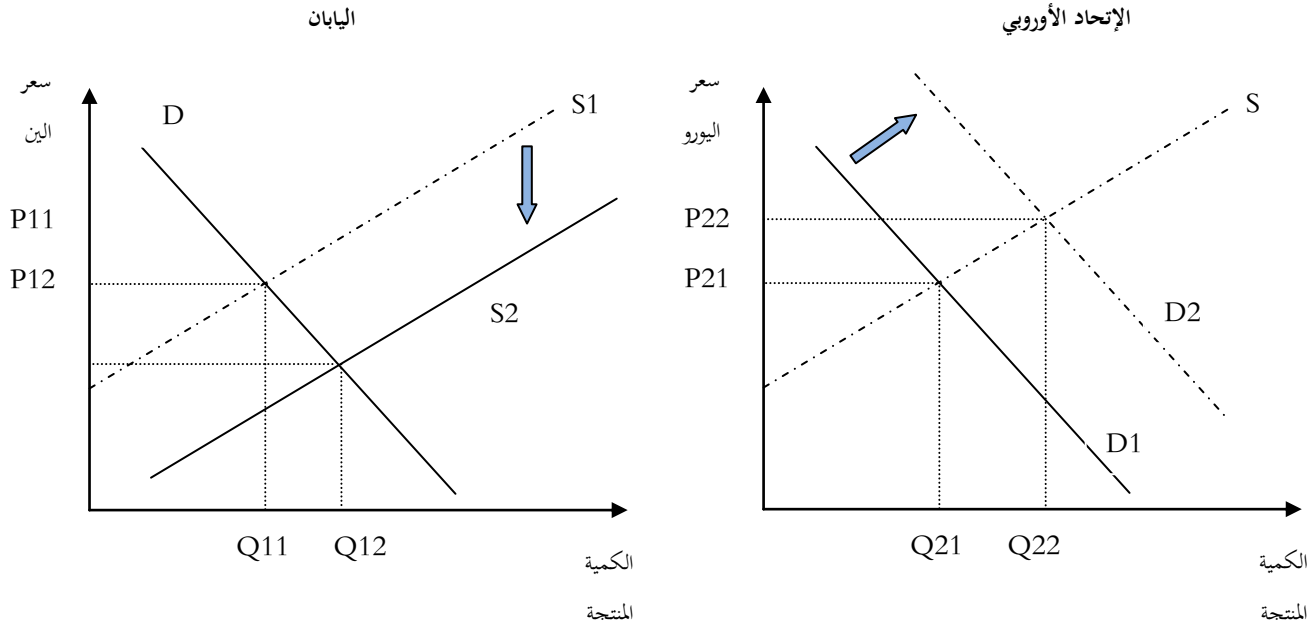 اليابان
الإتحاد الأوروبي
سعر
الين
D
S1
P11
P12
S2
Q11
Q12
الكمية
المنتجة
سعر
اليورو
S
P22
P21
D2
D1
Q21
Q22
الكمية
المنتجة